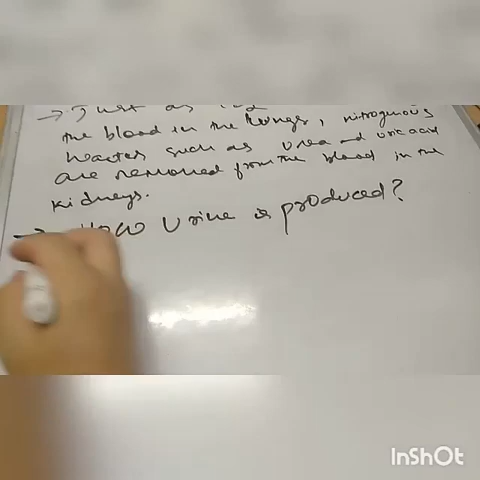 → Just as CO2
the blood in the lungs, nitrogenous
wastes such as urea and uric acid
are removed from the blood in the
kidneys.
→ How Urine is produced?
InShOt